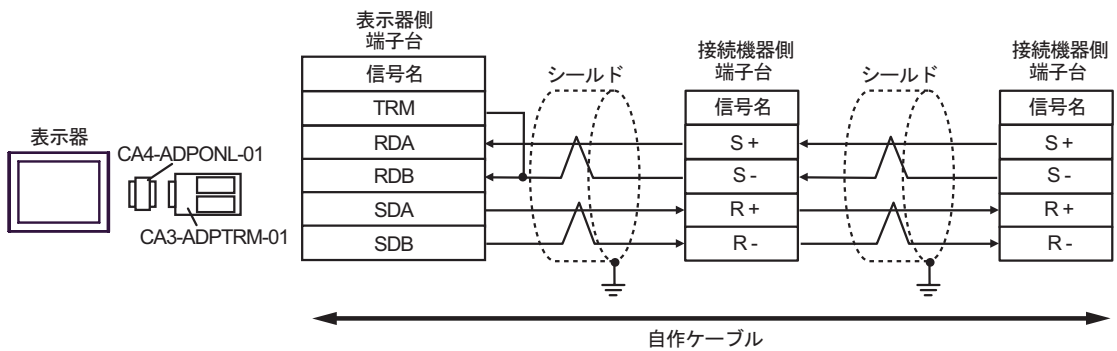 表示器
CA4-ADPONL-01
CA3-ADPTRM-01
表示器側
端子台
信号名
TRM
RDA
RDB
SDA
SDB
シールド
接続機器側
端子台
信号名
S+
S-
R+
R-
シールド
接続機器側
端子台
信号名
S+
S-
R+
R-
自作ケーブル